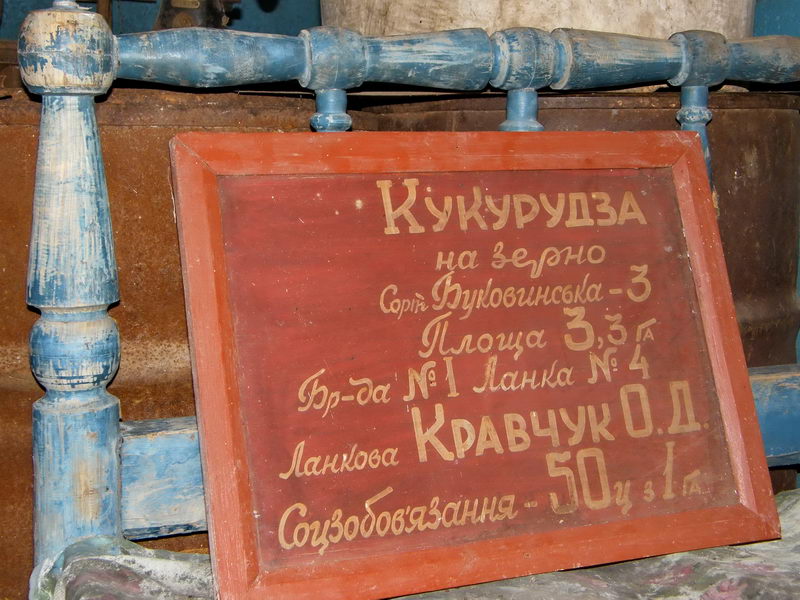 Кукурудза
на зерно
Сорт Буковинська - 3
Площа 3,3 га
Бр-да №1 Ланка №4
Ланкова Кравчук О.Д.
Соцзобов'язання - 50 ц з 1 га